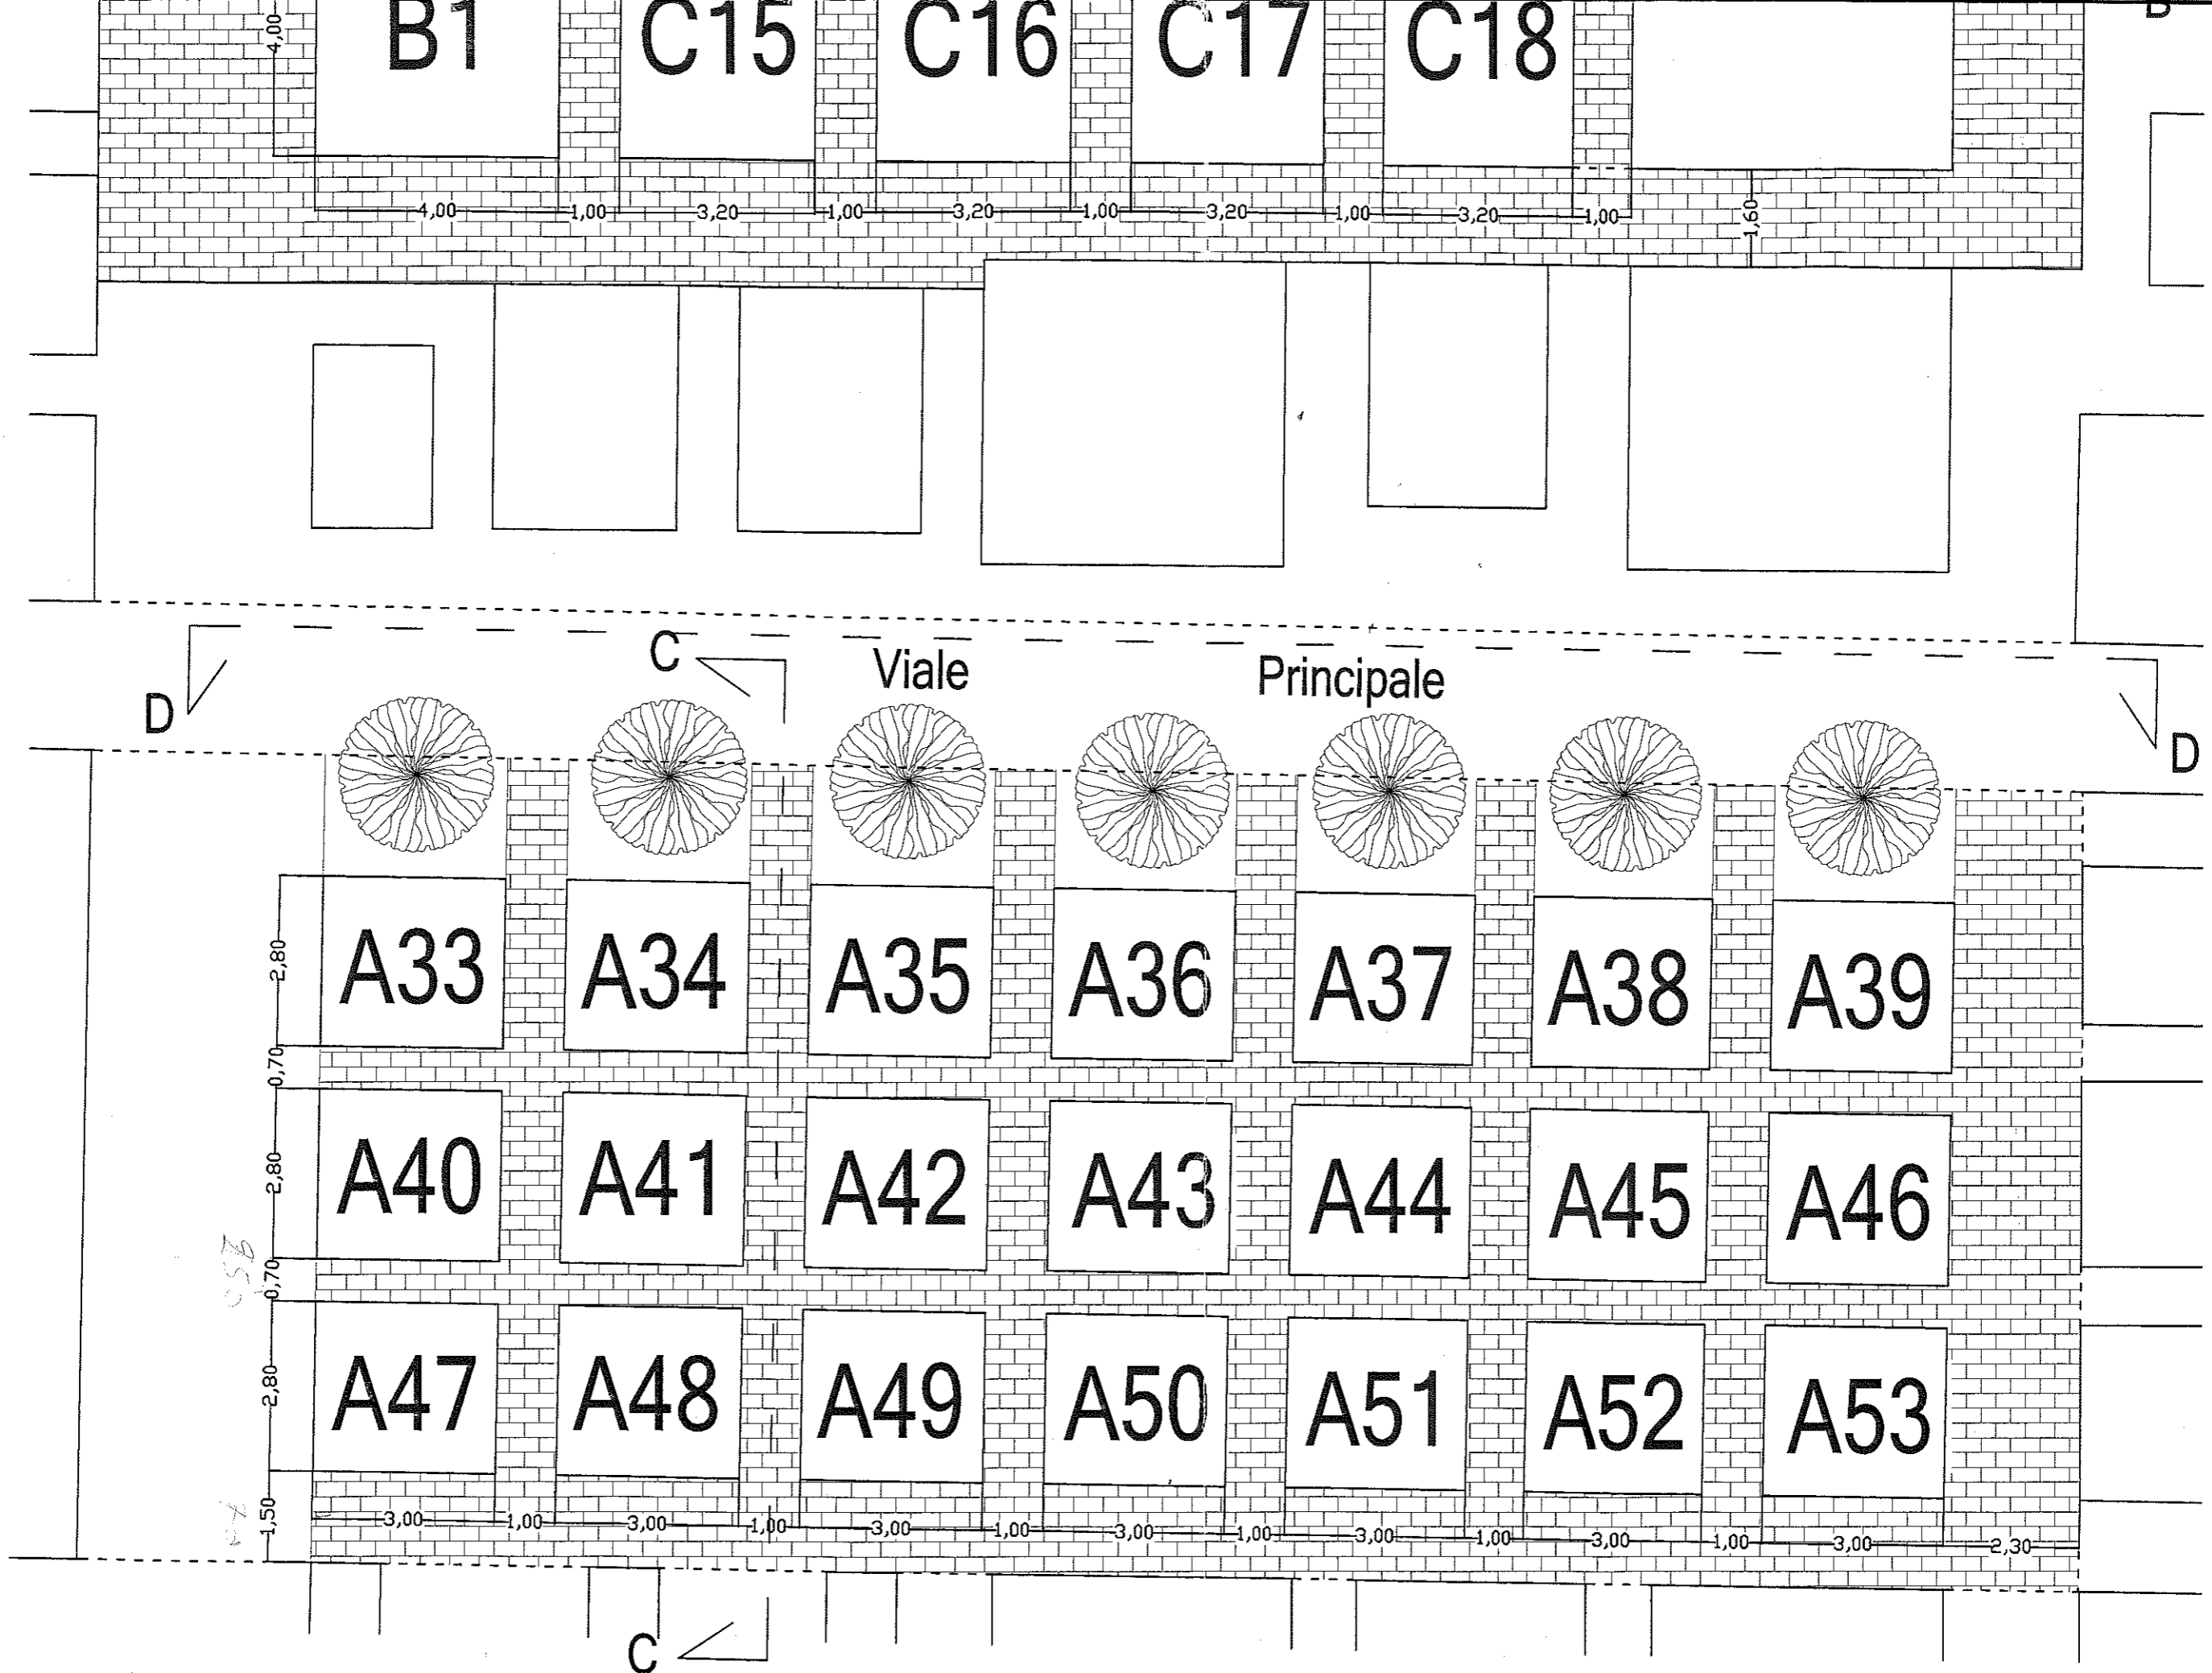 B
4,00
B1 C15 C16 C17 C18
4,00 1,00 3,20 1,00 3,20 1,00 3,20 1,00 3,20 1,00
1,60
C Viale Principale
D D
A33 A34 A35 A36 A37 A38 A39
2,80
0,70
A40 A41 A42 A43 A44 A45 A46
2,80
0,70
A47 A48 A49 A50 A51 A52 A53
2,80
1,50
3,00 1,00 3,00 1,00 3,00 1,00 3,00 1,00 3,00 1,00 3,00 1,00 3,00 2,30
C